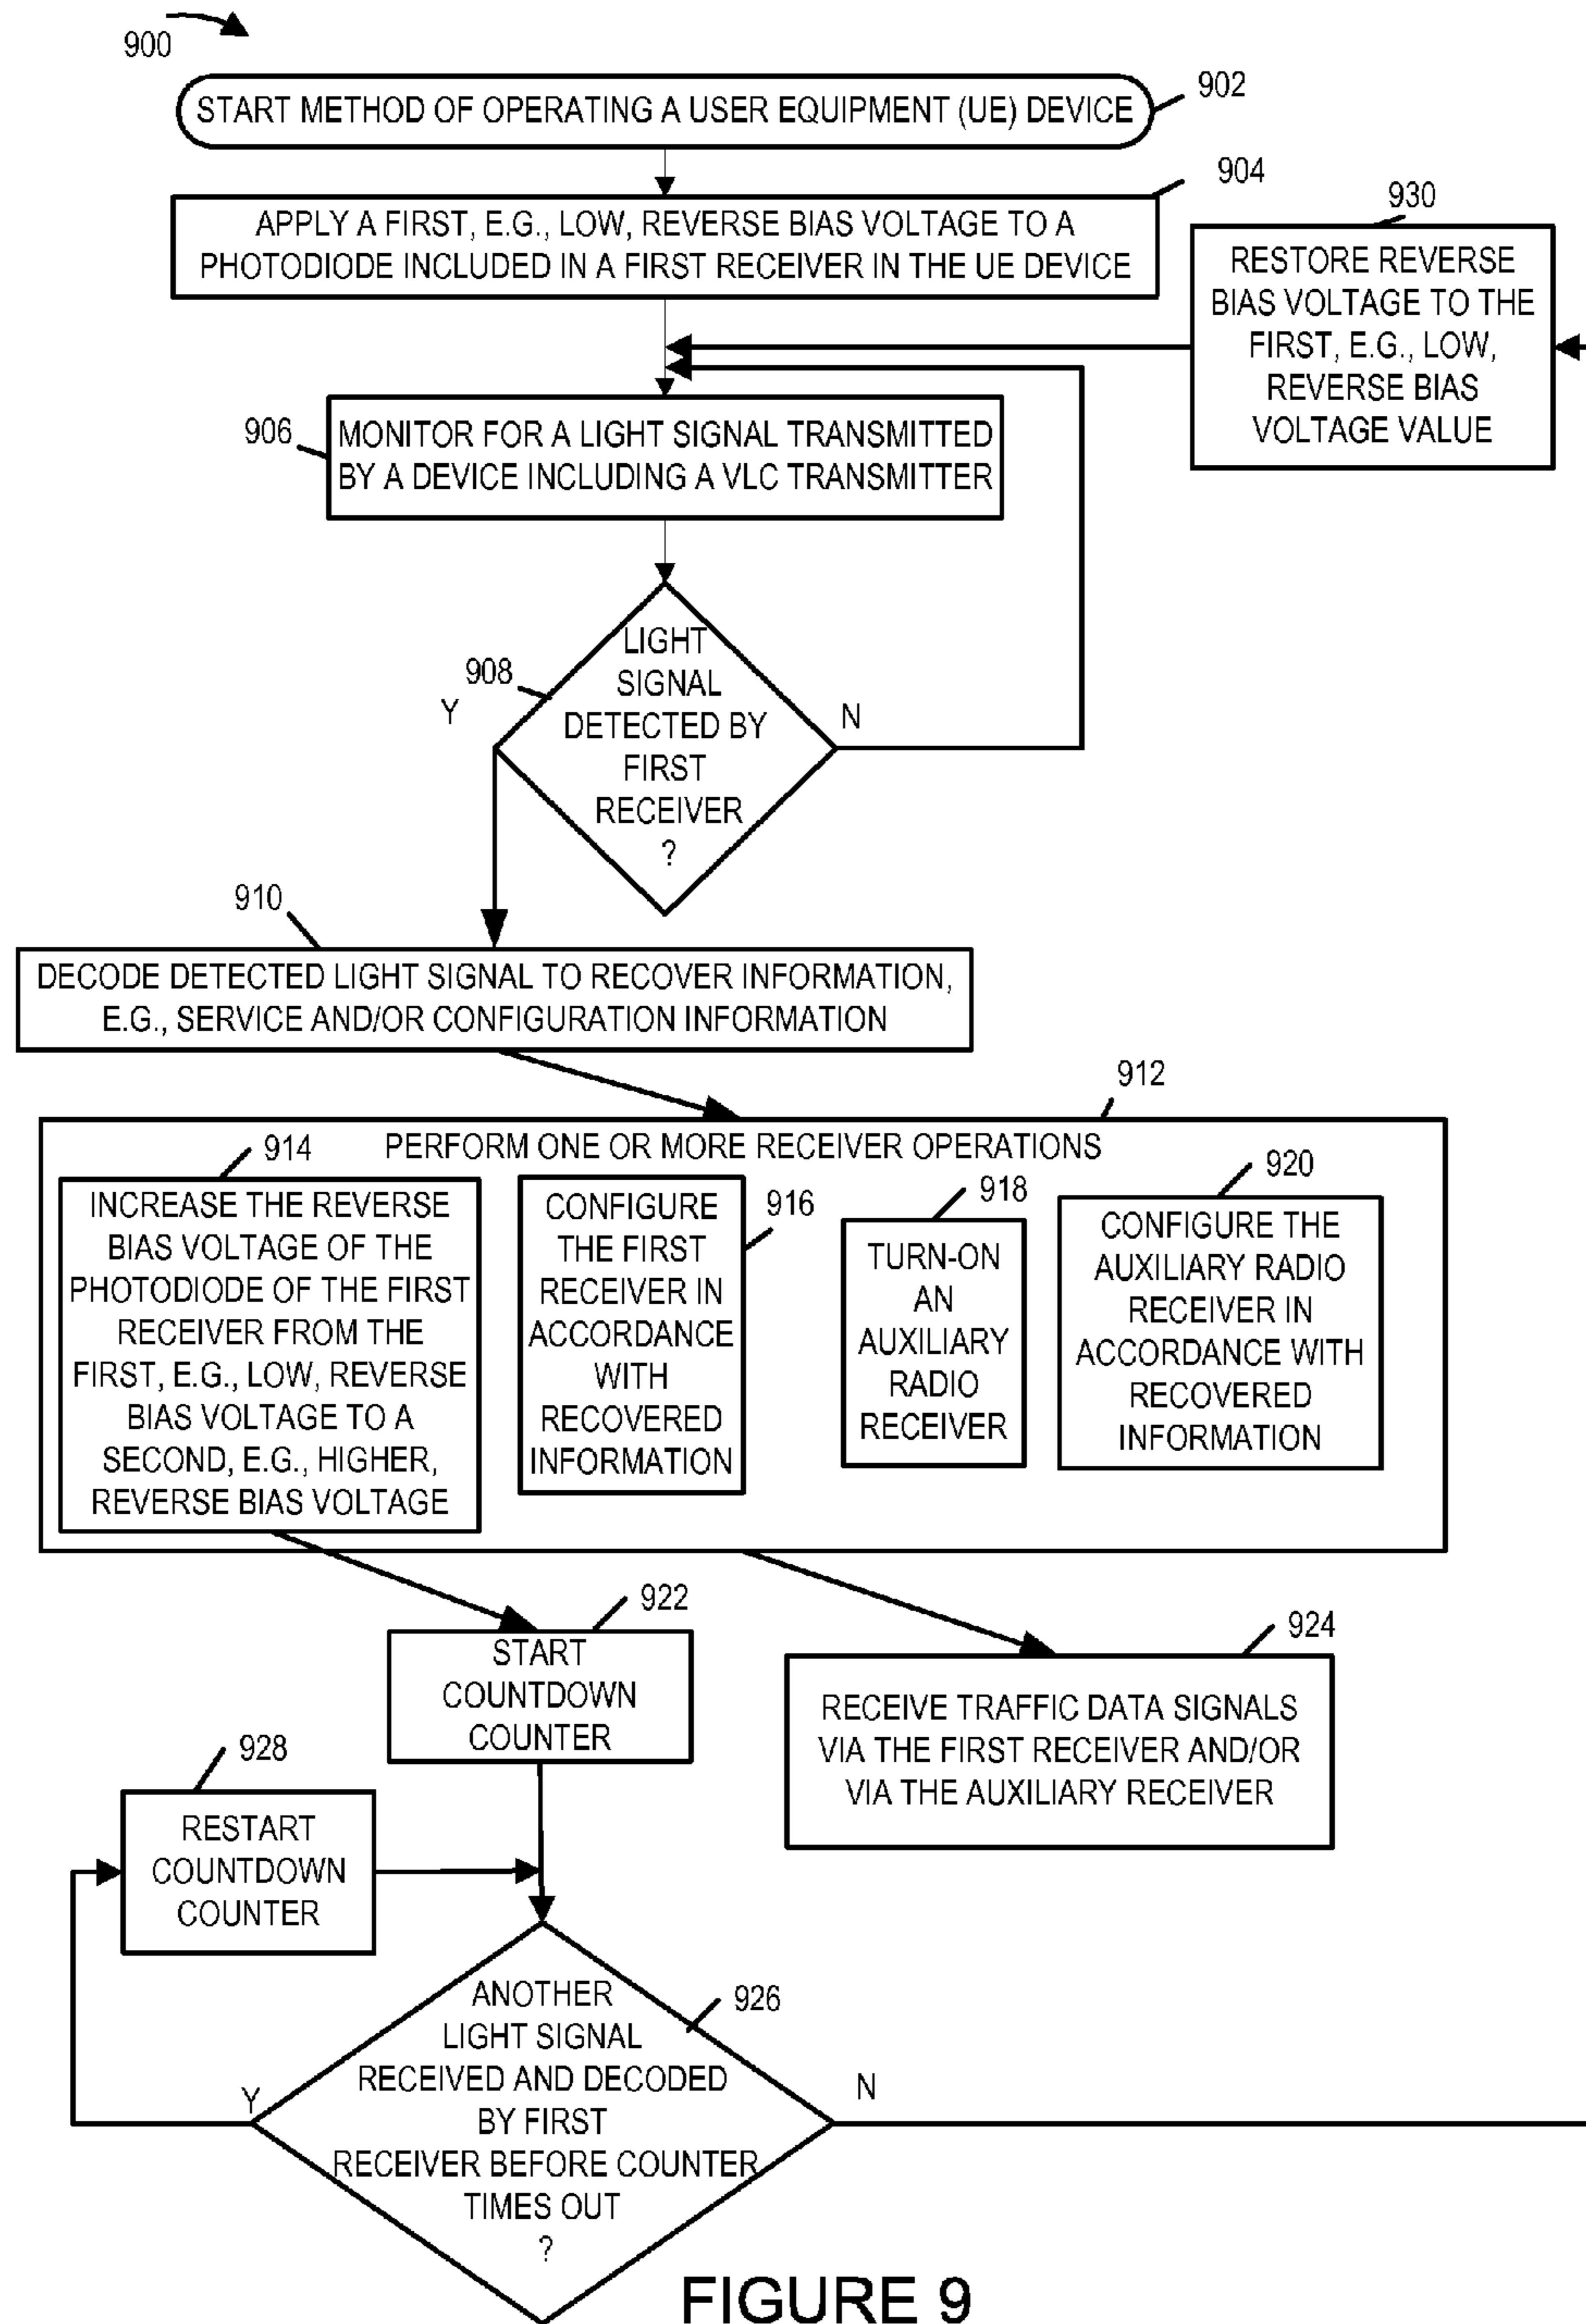 900
START METHOD OF OPERATING A USER EQUIPMENT (UE) DEVICE
902
904
APPLY A FIRST, E.G., LOW, REVERSE BIAS VOLTAGE TO A
PHOTODIODE INCLUDED IN A FIRST RECEIVER IN THE UE DEVICE
930
RESTORE REVERSE
BIAS VOLTAGE TO THE
FIRST, E.G., LOW,
REVERSE BIAS
VOLTAGE VALUE
906
MONITOR FOR A LIGHT SIGNAL TRANSMITTED
BY A DEVICE INCLUDING A VLC TRANSMITTER
908
LIGHT
SIGNAL
DETECTED BY
FIRST
RECEIVER
?
Y
N
910
DECODE DETECTED LIGHT SIGNAL TO RECOVER INFORMATION,
E.G., SERVICE AND/OR CONFIGURATION INFORMATION
912
PERFORM ONE OR MORE RECEIVER OPERATIONS
914
INCREASE THE REVERSE
BIAS VOLTAGE OF THE
PHOTODIODE OF THE FIRST
RECEIVER FROM THE
FIRST, E.G., LOW, REVERSE
BIAS VOLTAGE TO A
SECOND, E.G., HIGHER,
REVERSE BIAS VOLTAGE
916
CONFIGURE
THE FIRST
RECEIVER IN
ACCORDANCE
WITH
RECOVERED
INFORMATION
918
TURN-ON
AN
AUXILIARY
RADIO
RECEIVER
920
CONFIGURE THE
AUXILIARY RADIO
RECEIVER IN
ACCORDANCE WITH
RECOVERED
INFORMATION
922
START
COUNTDOWN
COUNTER
924
RECEIVE TRAFFIC DATA SIGNALS
VIA THE FIRST RECEIVER AND/OR
VIA THE AUXILIARY RECEIVER
928
RESTART
COUNTDOWN
COUNTER
926
ANOTHER
LIGHT SIGNAL
RECEIVED AND DECODED
BY FIRST
RECEIVER BEFORE COUNTER
TIMES OUT
?
Y
N
FIGURE 9